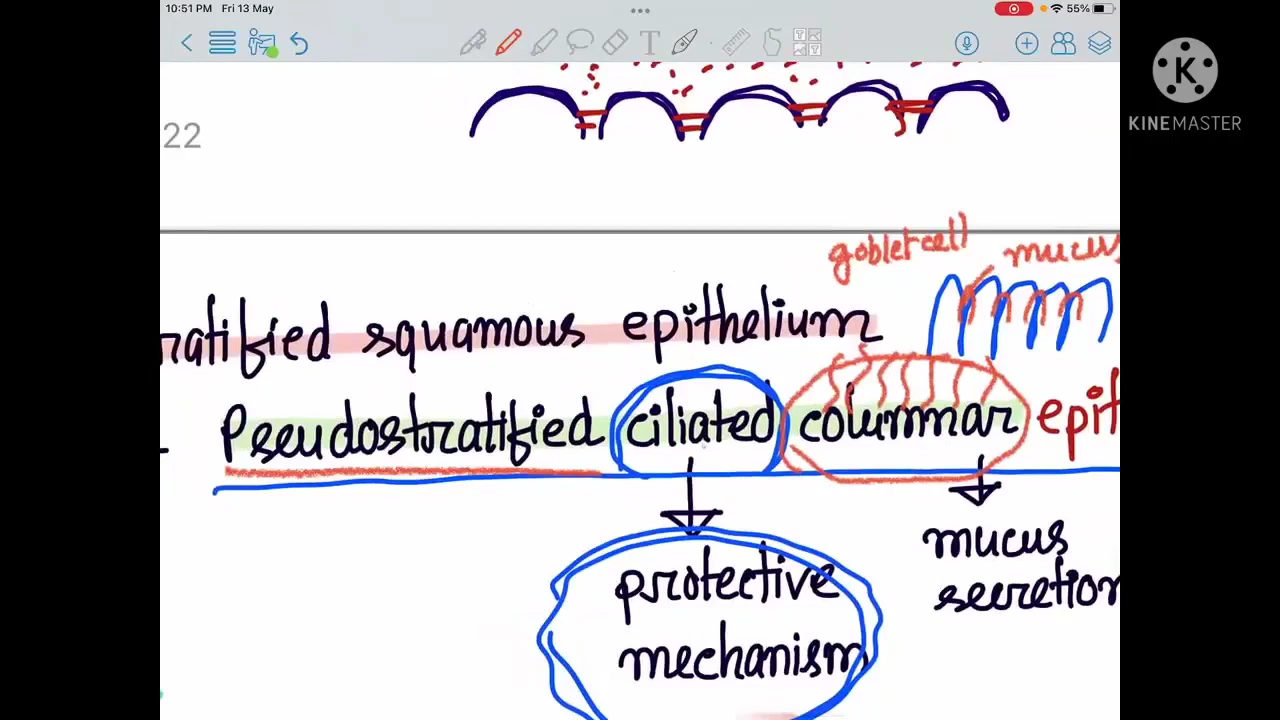 10:51 PM Fri 13 May
55%
K
KINEMASTER
22
goblet cell mucus
ratified squamous epithelium
Pseudostratified ciliated columnar epit
protective
mechanism
mucus
secretion